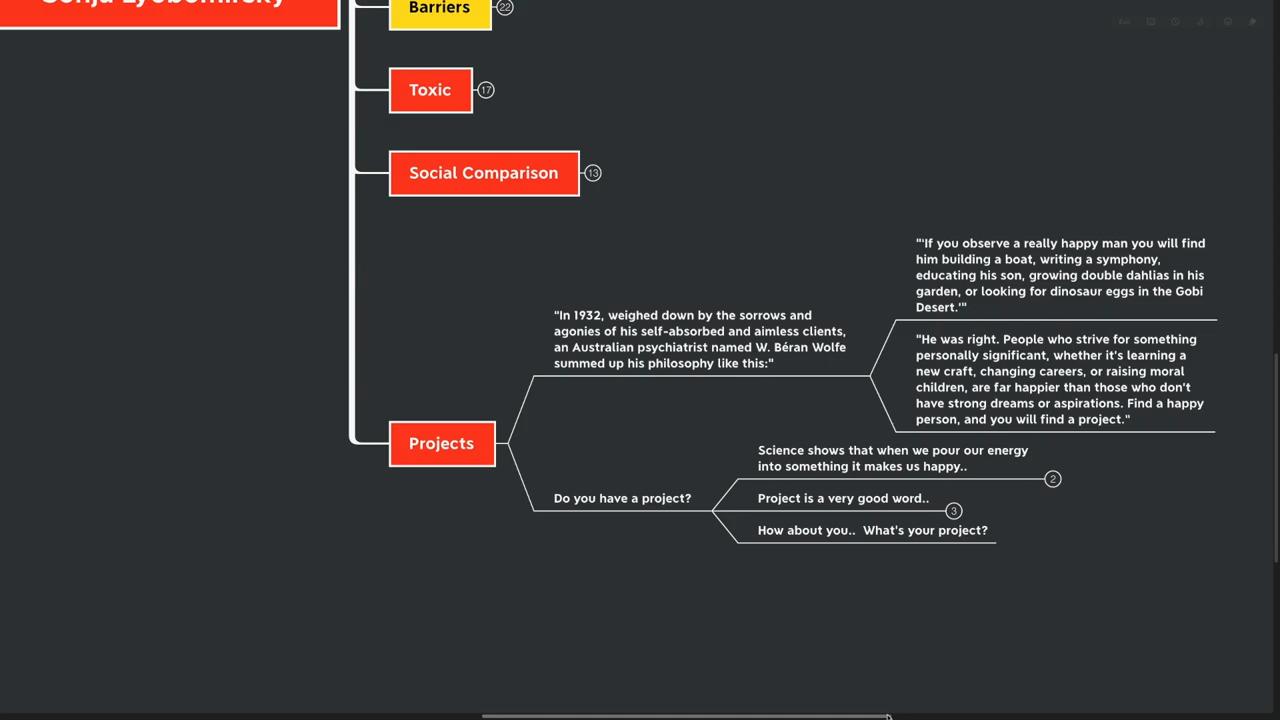 Sonja Lyubomirsky
Barriers
22
Toxic
17
Social Comparison
13
"'If you observe a really happy man you will find
him building a boat, writing a symphony,
educating his son, growing double dahlias in his
garden, or looking for dinosaur eggs in the Gobi
Desert.'"
"In 1932, weighed down by the sorrows and
agonies of his self-absorbed and aimless clients,
an Australian psychiatrist named W. Béran Wolfe
summed up his philosophy like this:"
"He was right. People who strive for something
personally significant, whether it's learning a
new craft, changing careers, or raising moral
children, are far happier than those who don't
have strong dreams or aspirations. Find a happy
person, and you will find a project."
Projects
Science shows that when we pour our energy
into something it makes us happy..
2
Do you have a project?
Project is a very good word..
3
How about you..  What's your project?